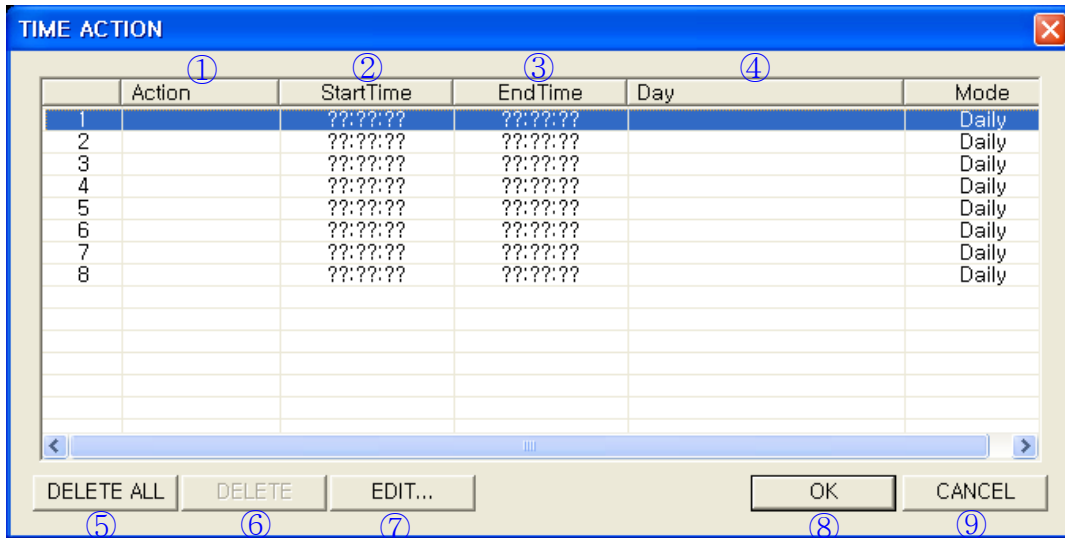 TIME ACTION
① ② ③ ④
Action StartTime EndTime Day Mode
1 ??:??:?? ??:??:?? Daily
2 ??:??:?? ??:??:?? Daily
3 ??:??:?? ??:??:?? Daily
4 ??:??:?? ??:??:?? Daily
5 ??:??:?? ??:??:?? Daily
6 ??:??:?? ??:??:?? Daily
7 ??:??:?? ??:??:?? Daily
8 ??:??:?? ??:??:?? Daily
DELETE ALL DELETE EDIT... OK CANCEL
⑤ ⑥ ⑦ ⑧ ⑨